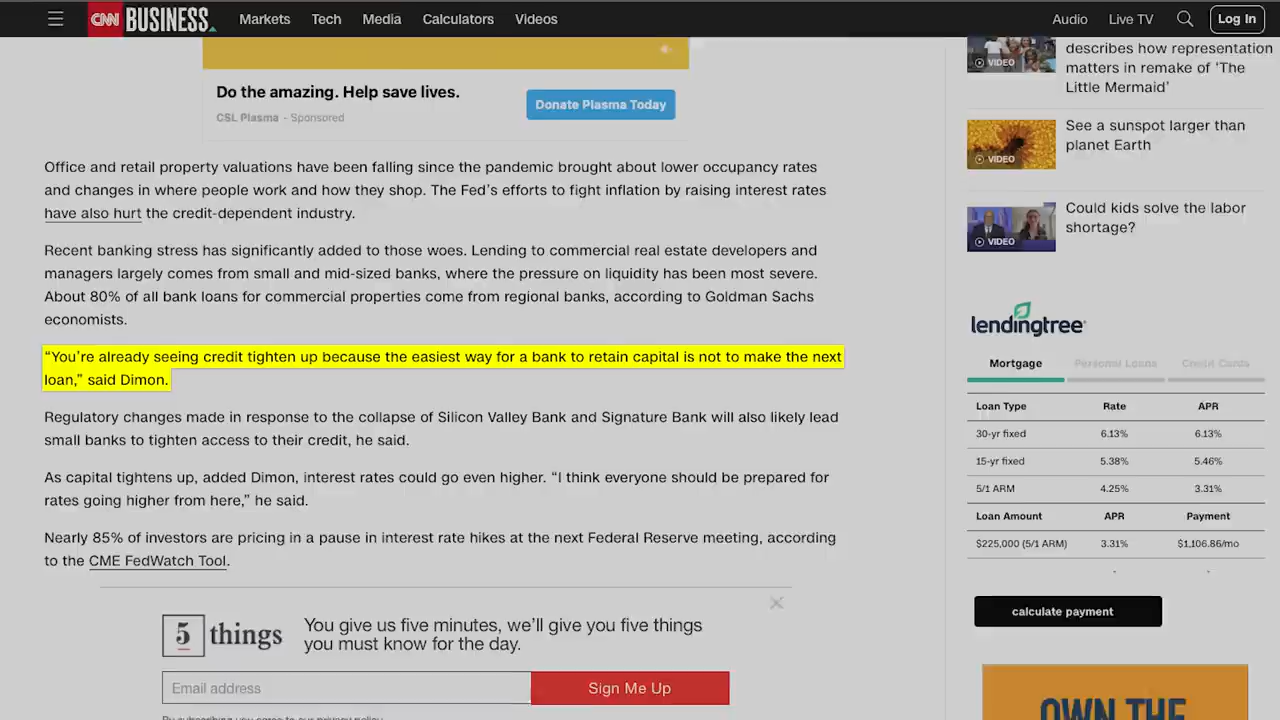 CNN BUSINESS
Markets
Tech
Media
Calculators
Videos
Audio
Live TV
Log In
Do the amazing. Help save lives.
CSL Plasma - Sponsored
Donate Plasma Today
Office and retail property valuations have been falling since the pandemic brought about lower occupancy rates
and changes in where people work and how they shop. The Fed's efforts to fight inflation by raising interest rates
have also hurt the credit-dependent industry.
Recent banking stress has significantly added to those woes. Lending to commercial real estate developers and
managers largely comes from small and mid-sized banks, where the pressure on liquidity has been most severe.
About 80% of all bank loans for commercial properties come from regional banks, according to Goldman Sachs
economists.
“You're already seeing credit tighten up because the easiest way for a bank to retain capital is not to make the next
loan,” said Dimon.
Regulatory changes made in response to the collapse of Silicon Valley Bank and Signature Bank will also likely lead
small banks to tighten access to their credit, he said.
As capital tightens up, added Dimon, interest rates could go even higher. “I think everyone should be prepared for
rates going higher from here,” he said.
Nearly 85% of investors are pricing in a pause in interest rate hikes at the next Federal Reserve meeting, according
to the CME FedWatch Tool.
5 things
You give us five minutes, we'll give you five things
you must know for the day.
Email address
Sign Me Up
By subscribing you agree to our privacy policy.
VIDEO
describes how representation
matters in remake of 'The
Little Mermaid'
VIDEO
See a sunspot larger than
planet Earth
VIDEO
Could kids solve the labor
shortage?
lendingtree
Mortgage
Personal Loans
Credit Cards
Loan Type Rate APR
30-yr fixed 6.13% 6.13%
15-yr fixed 5.38% 5.46%
5/1 ARM 4.25% 3.31%
Loan Amount APR Payment
$225,000 (5/1 ARM) 3.31% $1,106.86/mo
calculate payment
OWN THE